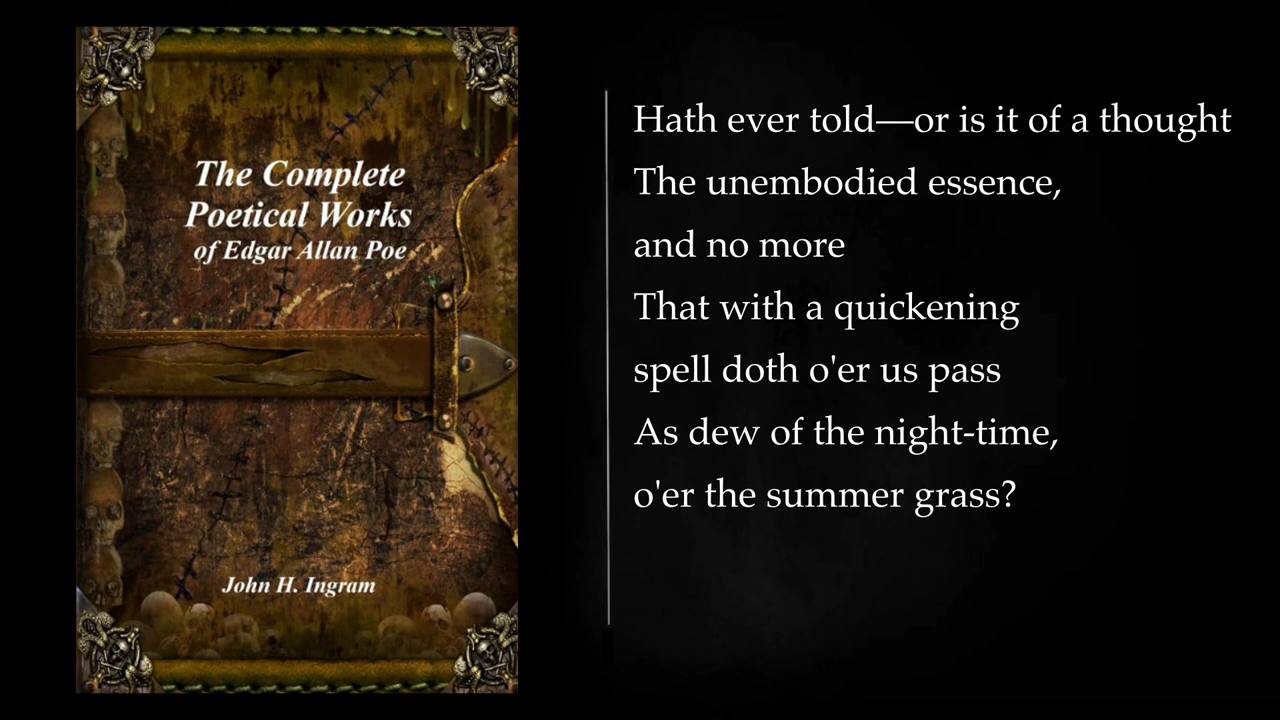 The Complete
Poetical Works
of Edgar Allan Poe
John H. Ingram
Hath ever told—or is it of a thought
The unembodied essence,
and no more
That with a quickening
spell doth o'er us pass
As dew of the night-time,
o'er the summer grass?